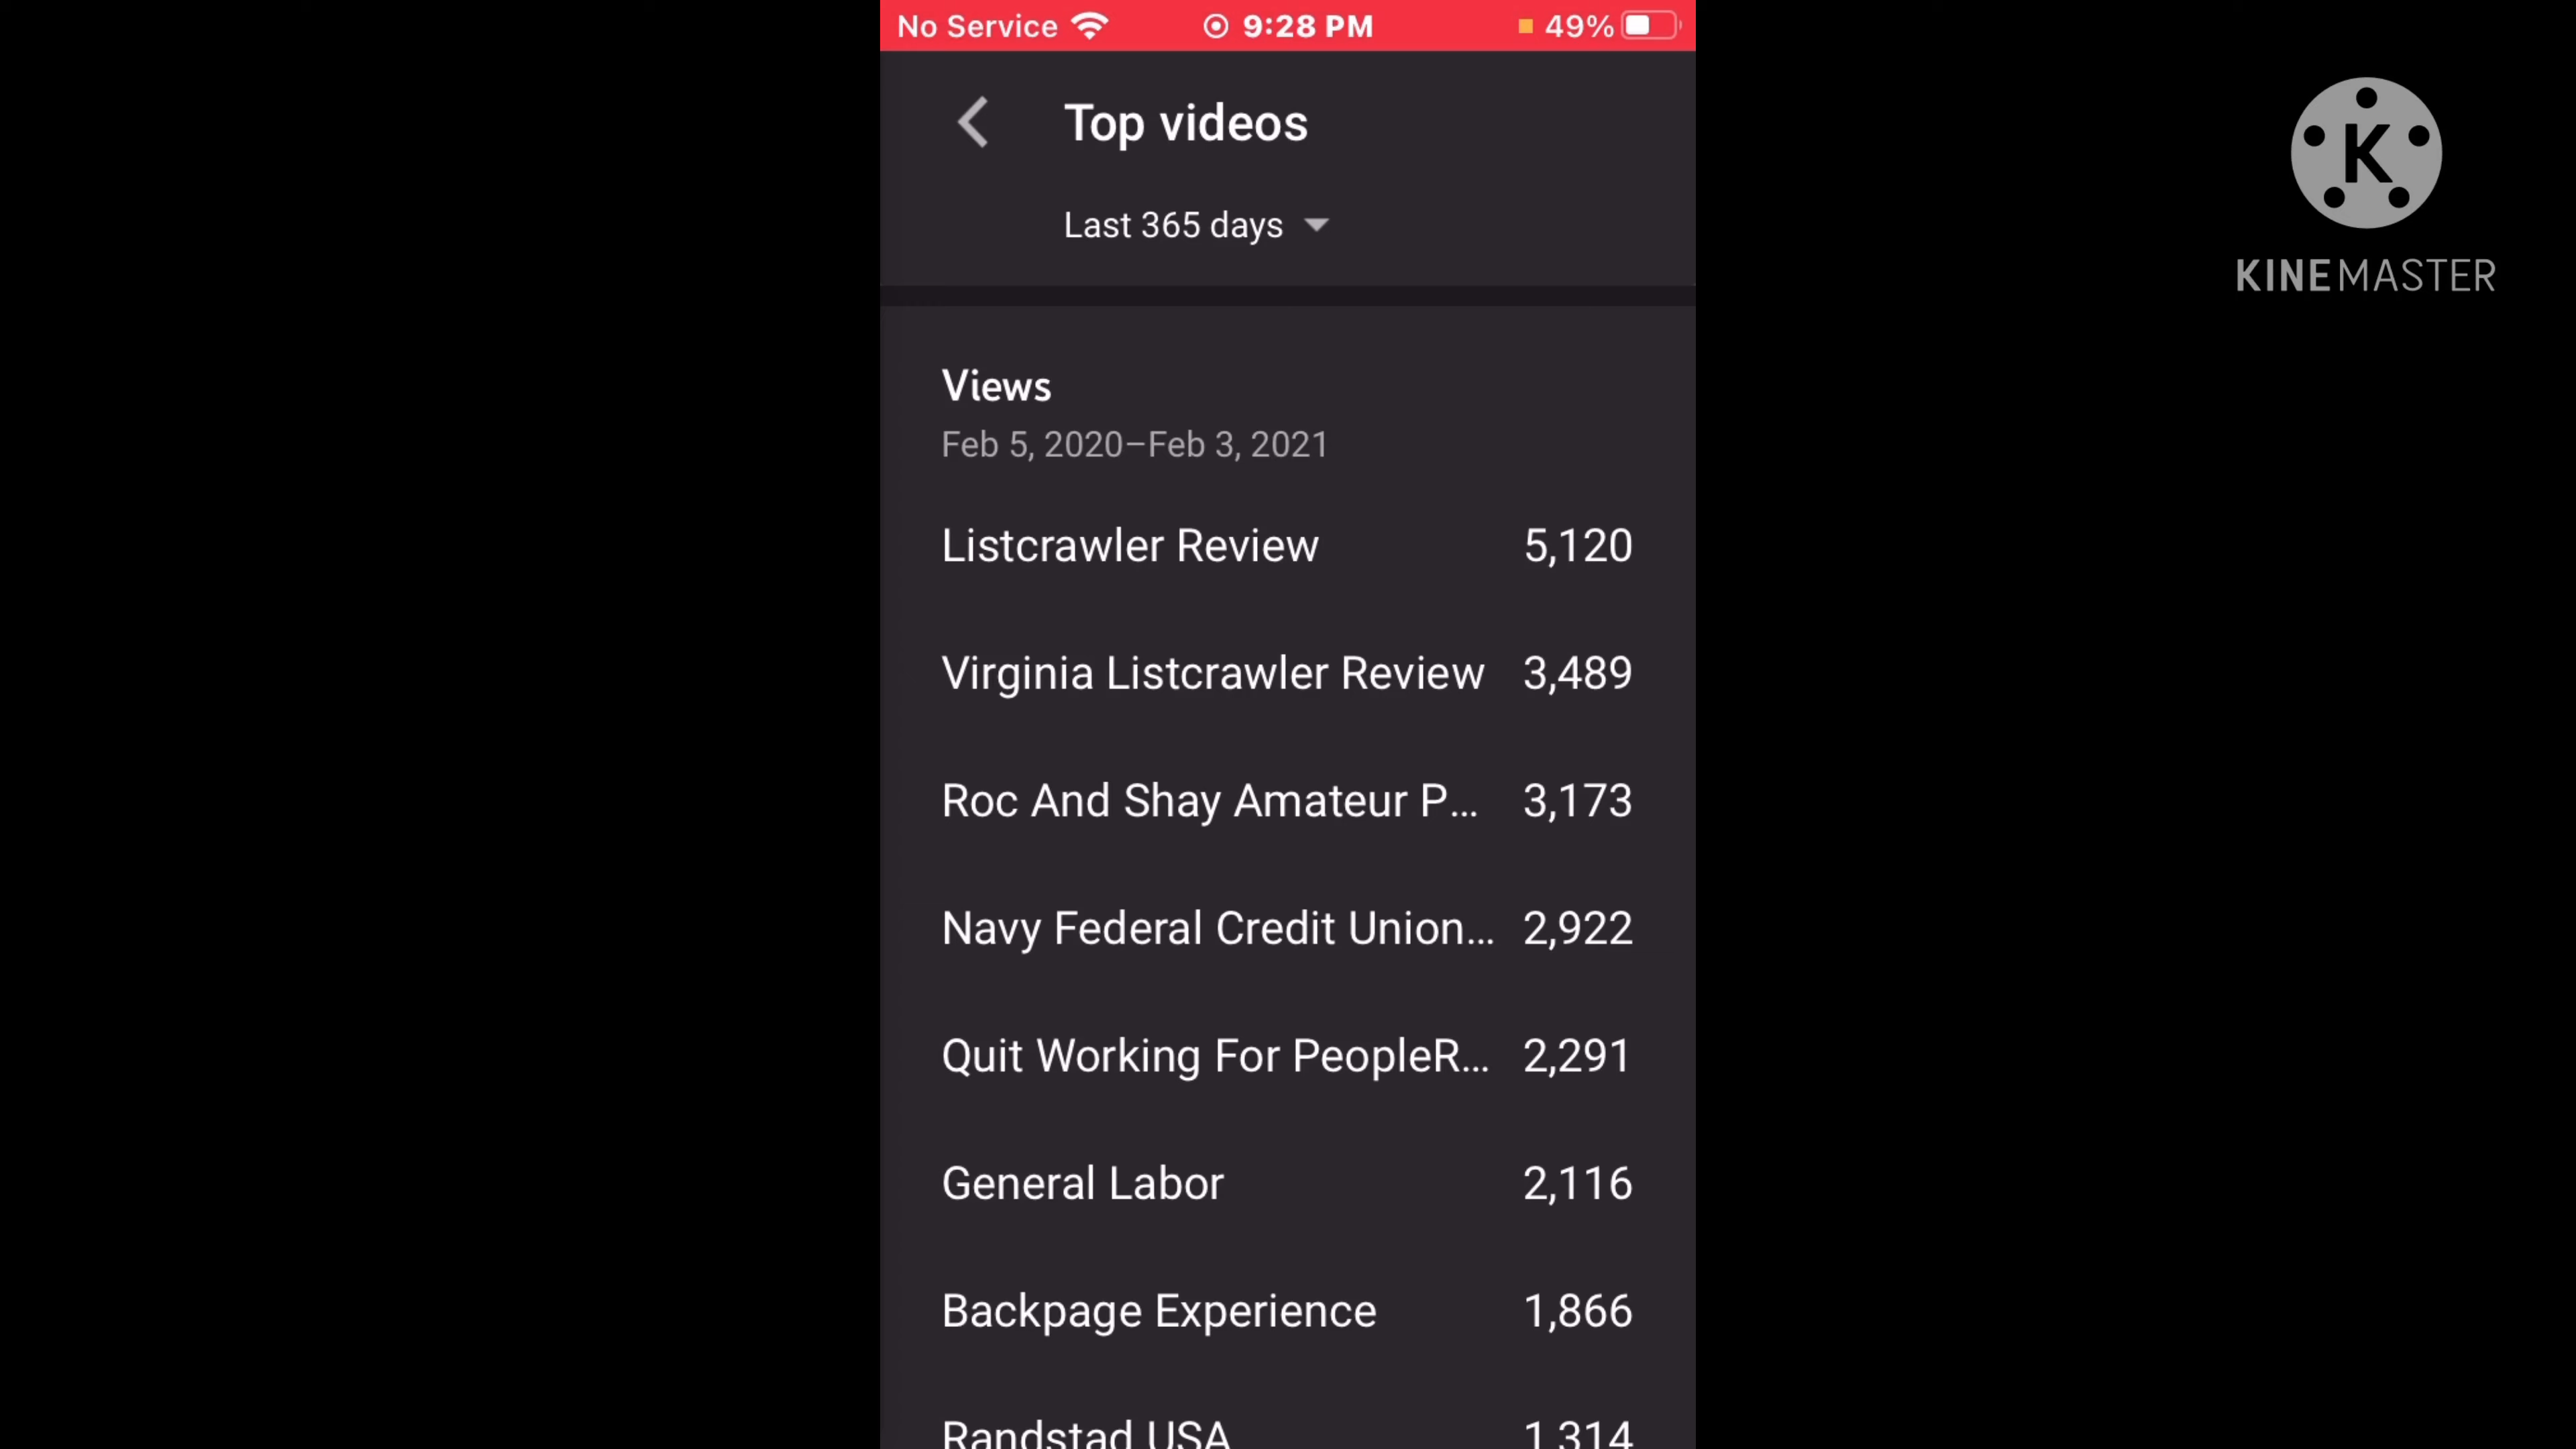 No Service 9:28 PM 49%
Top videos
Last 365 days
Views
Feb 5, 2020–Feb 3, 2021
Listcrawler Review 5,120
Virginia Listcrawler Review 3,489
Roc And Shay Amateur P... 3,173
Navy Federal Credit Union... 2,922
Quit Working For PeopleR... 2,291
General Labor 2,116
Backpage Experience 1,866
Randstad USA 1,314
K
KINEMASTER